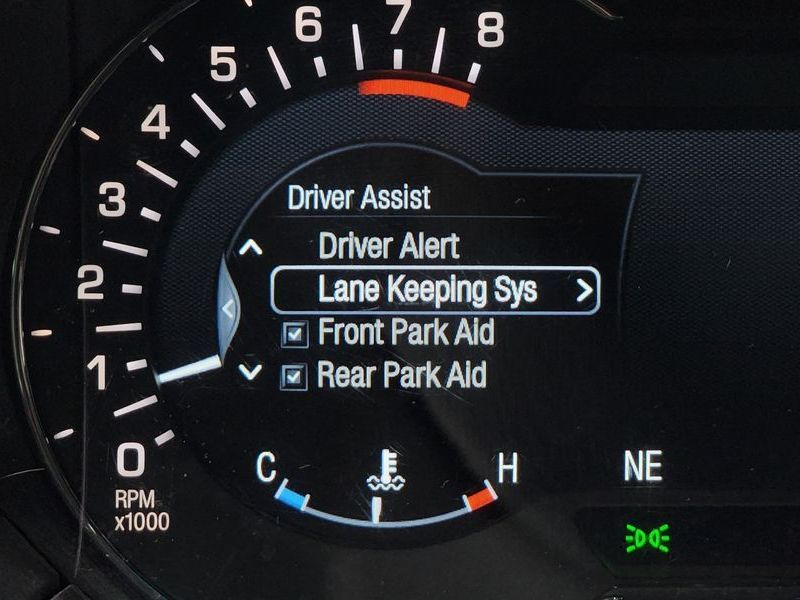 8
7
6
5
4
3
2
1
0
RPM
x1000
Driver Assist
Driver Alert
Lane Keeping Sys
Front Park Aid
Rear Park Aid
C
H
NE